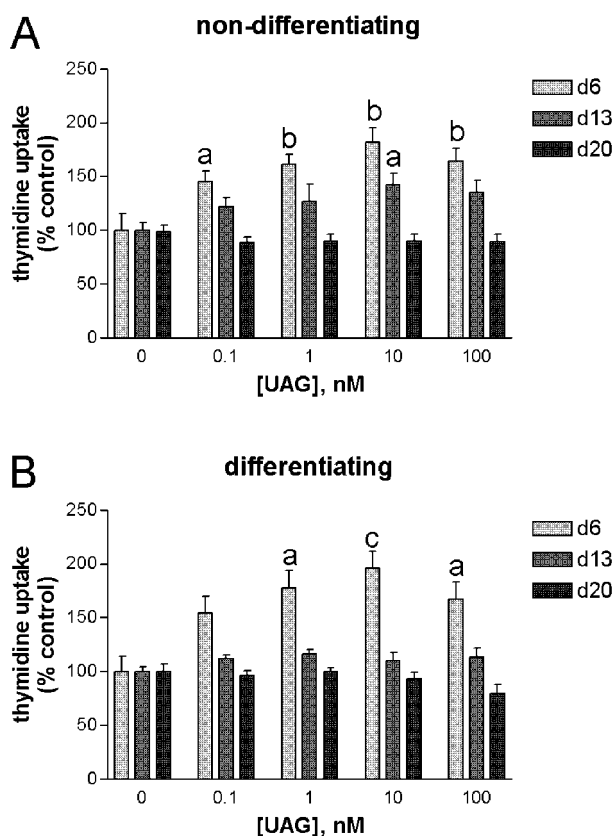 A
non-differentiating
thymidine uptake
(% control)
250
200
150
100
50
0
a
b
b
a
b
0 0.1 1 10 100
[UAG], nM
d6
d13
d20
B
differentiating
thymidine uptake
(% control)
250
200
150
100
50
0
a
c
a
0 0.1 1 10 100
[UAG], nM
d6
d13
d20